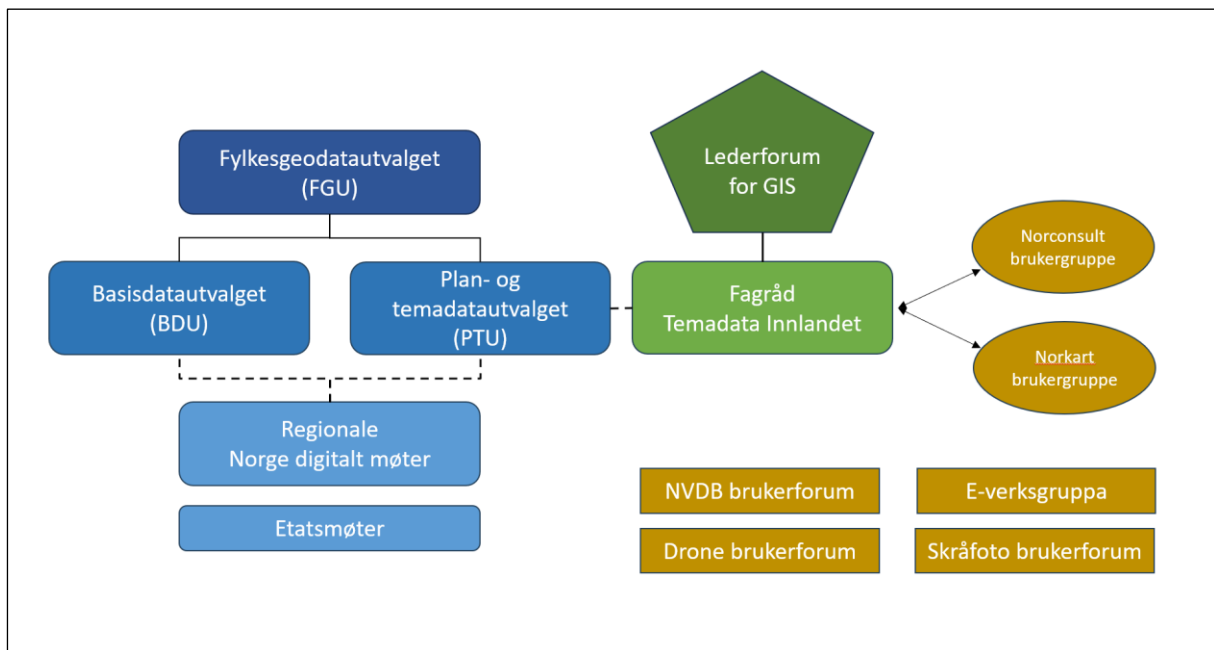 Fylkesgeodatautvalget
(FGU)
Lederforum
for GIS
Basisdatautvalget
(BDU)
Plan- og
temadatautvalget
(PTU)
Fagråd
Temadata Innlandet
Norconsult
brukergruppe
Norkart
brukergruppe
Regionale
Norge digitalt møter
Etatsmøter
NVDB brukerforum
E-verksgruppa
Drone brukerforum
Skråfoto brukerforum